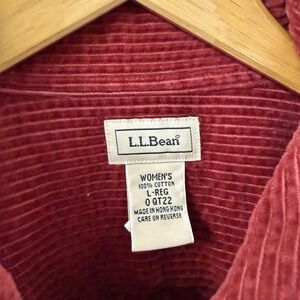 L.L.Bean®
WOMEN'S
100% COTTON
L-REG
0 QT22
MADE IN HONG KONG
CARE ON REVERSE